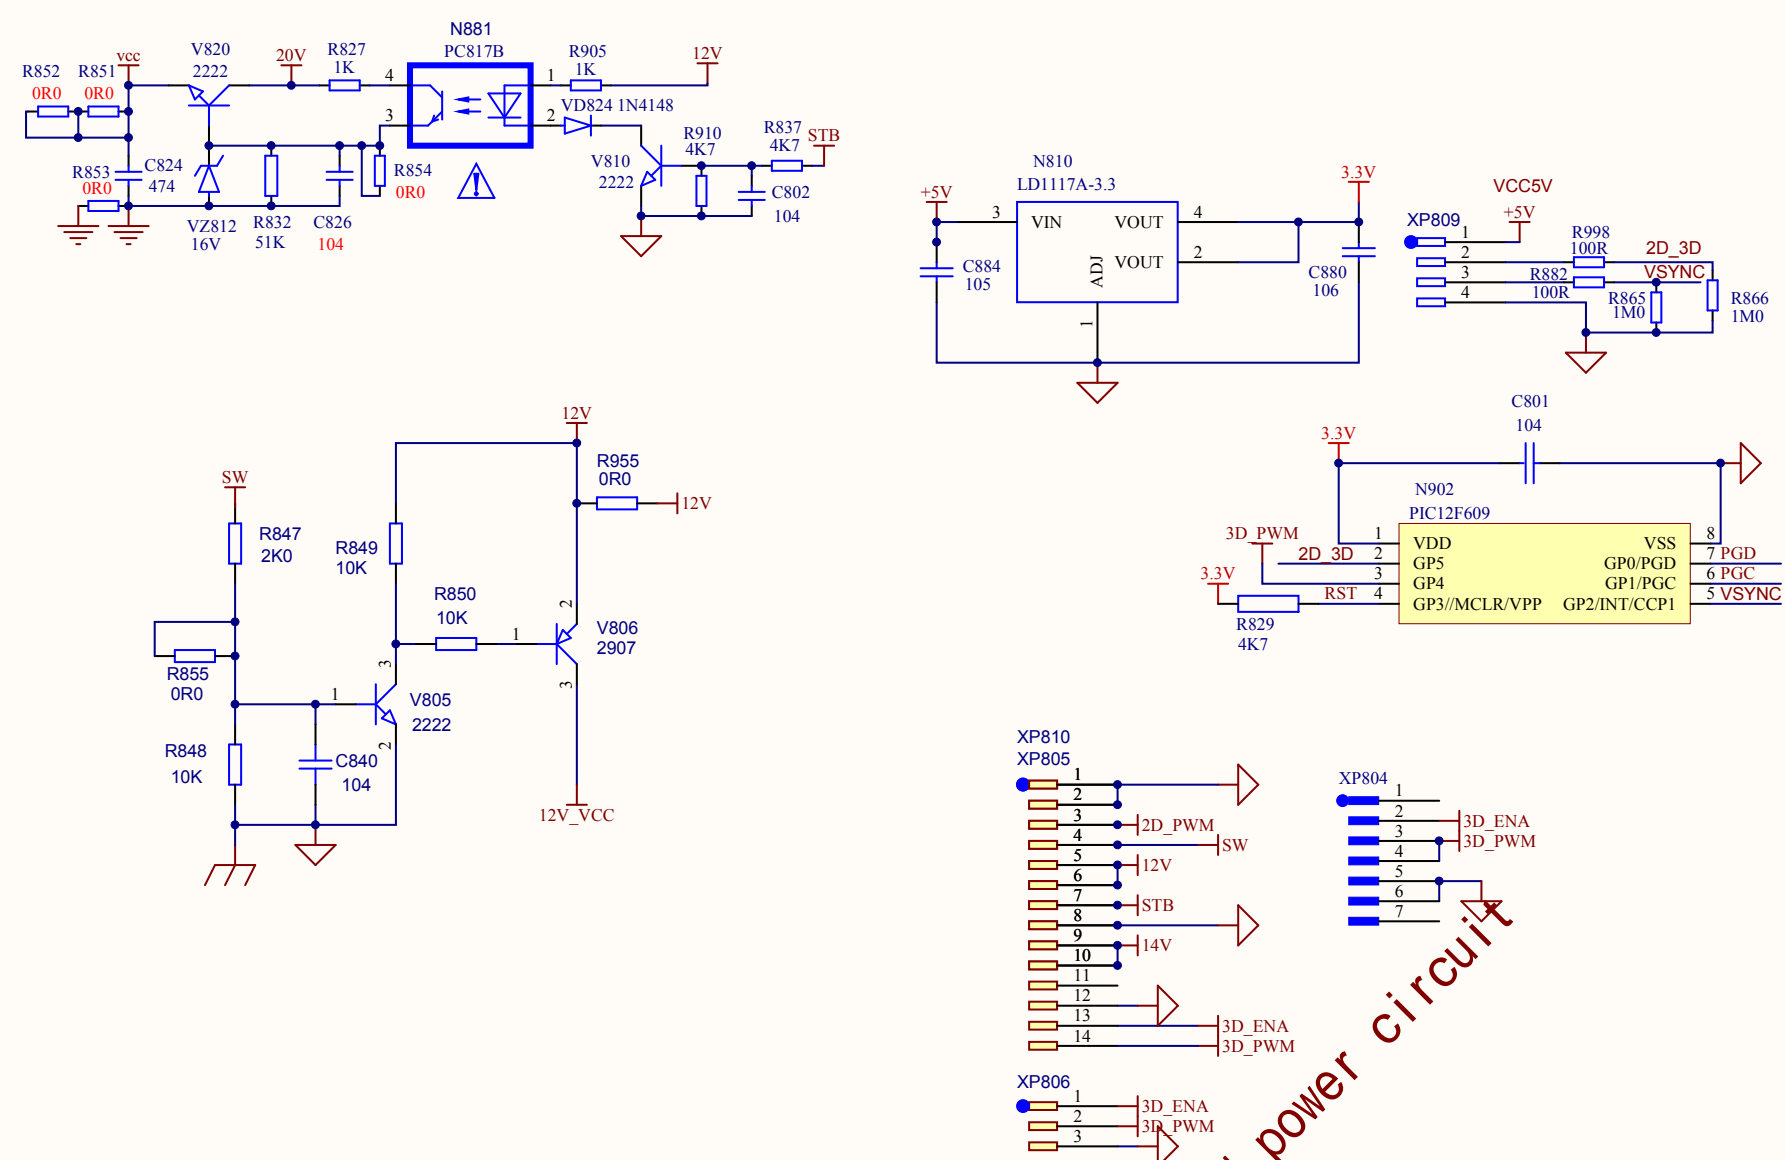 N881
PC817B
V820
2222
20V
R827
1K
R905
1K
12V
R852
0R0
R851
0R0
vcc
4
3
1
2
VD824 1N4148
R910
4K7
R837
4K7
STB
V810
2222
C802
104
R853
0R0
C824
474
R854
0R0
VZ812
16V
R832
51K
C826
104
N810
LD1117A-3.3
+5V
3
VIN
VOUT
4
VOUT
2
ADJ
1
3.3V
C884
105
C880
106
VCC5V
XP809
+5V
1
2
3
4
R998
100R
2D_3D
R882
100R
VSYNC
R865
1M0
R866
1M0
12V
R955
0R0
12V
SW
R847
2K0
R849
10K
R850
10K
1
2
3
V806
2907
R855
0R0
3
1
2
V805
2222
R848
10K
C840
104
12V_VCC
C801
104
3.3V
N902
PIC12F609
3D_PWM
2D_3D
3.3V
RST
R829
4K7
1
2
3
4
VDD
GP5
GP4
GP3//MCLR/VPP
VSS
GP0/PGD
GP1/PGC
GP2/INT/CCP1
8
7 PGD
6 PGC
5 VSYNC
XP810
XP805
1
2
3 2D_PWM
4 SW
5 12V
6
7 STB
8
9 14V
10
11
12
13 3D_ENA
14 3D_PWM
XP804
1
2 3D_ENA
3 3D_PWM
4
5
6
7
XP806
1 3D_ENA
2 3D_PWM
3
power circuit